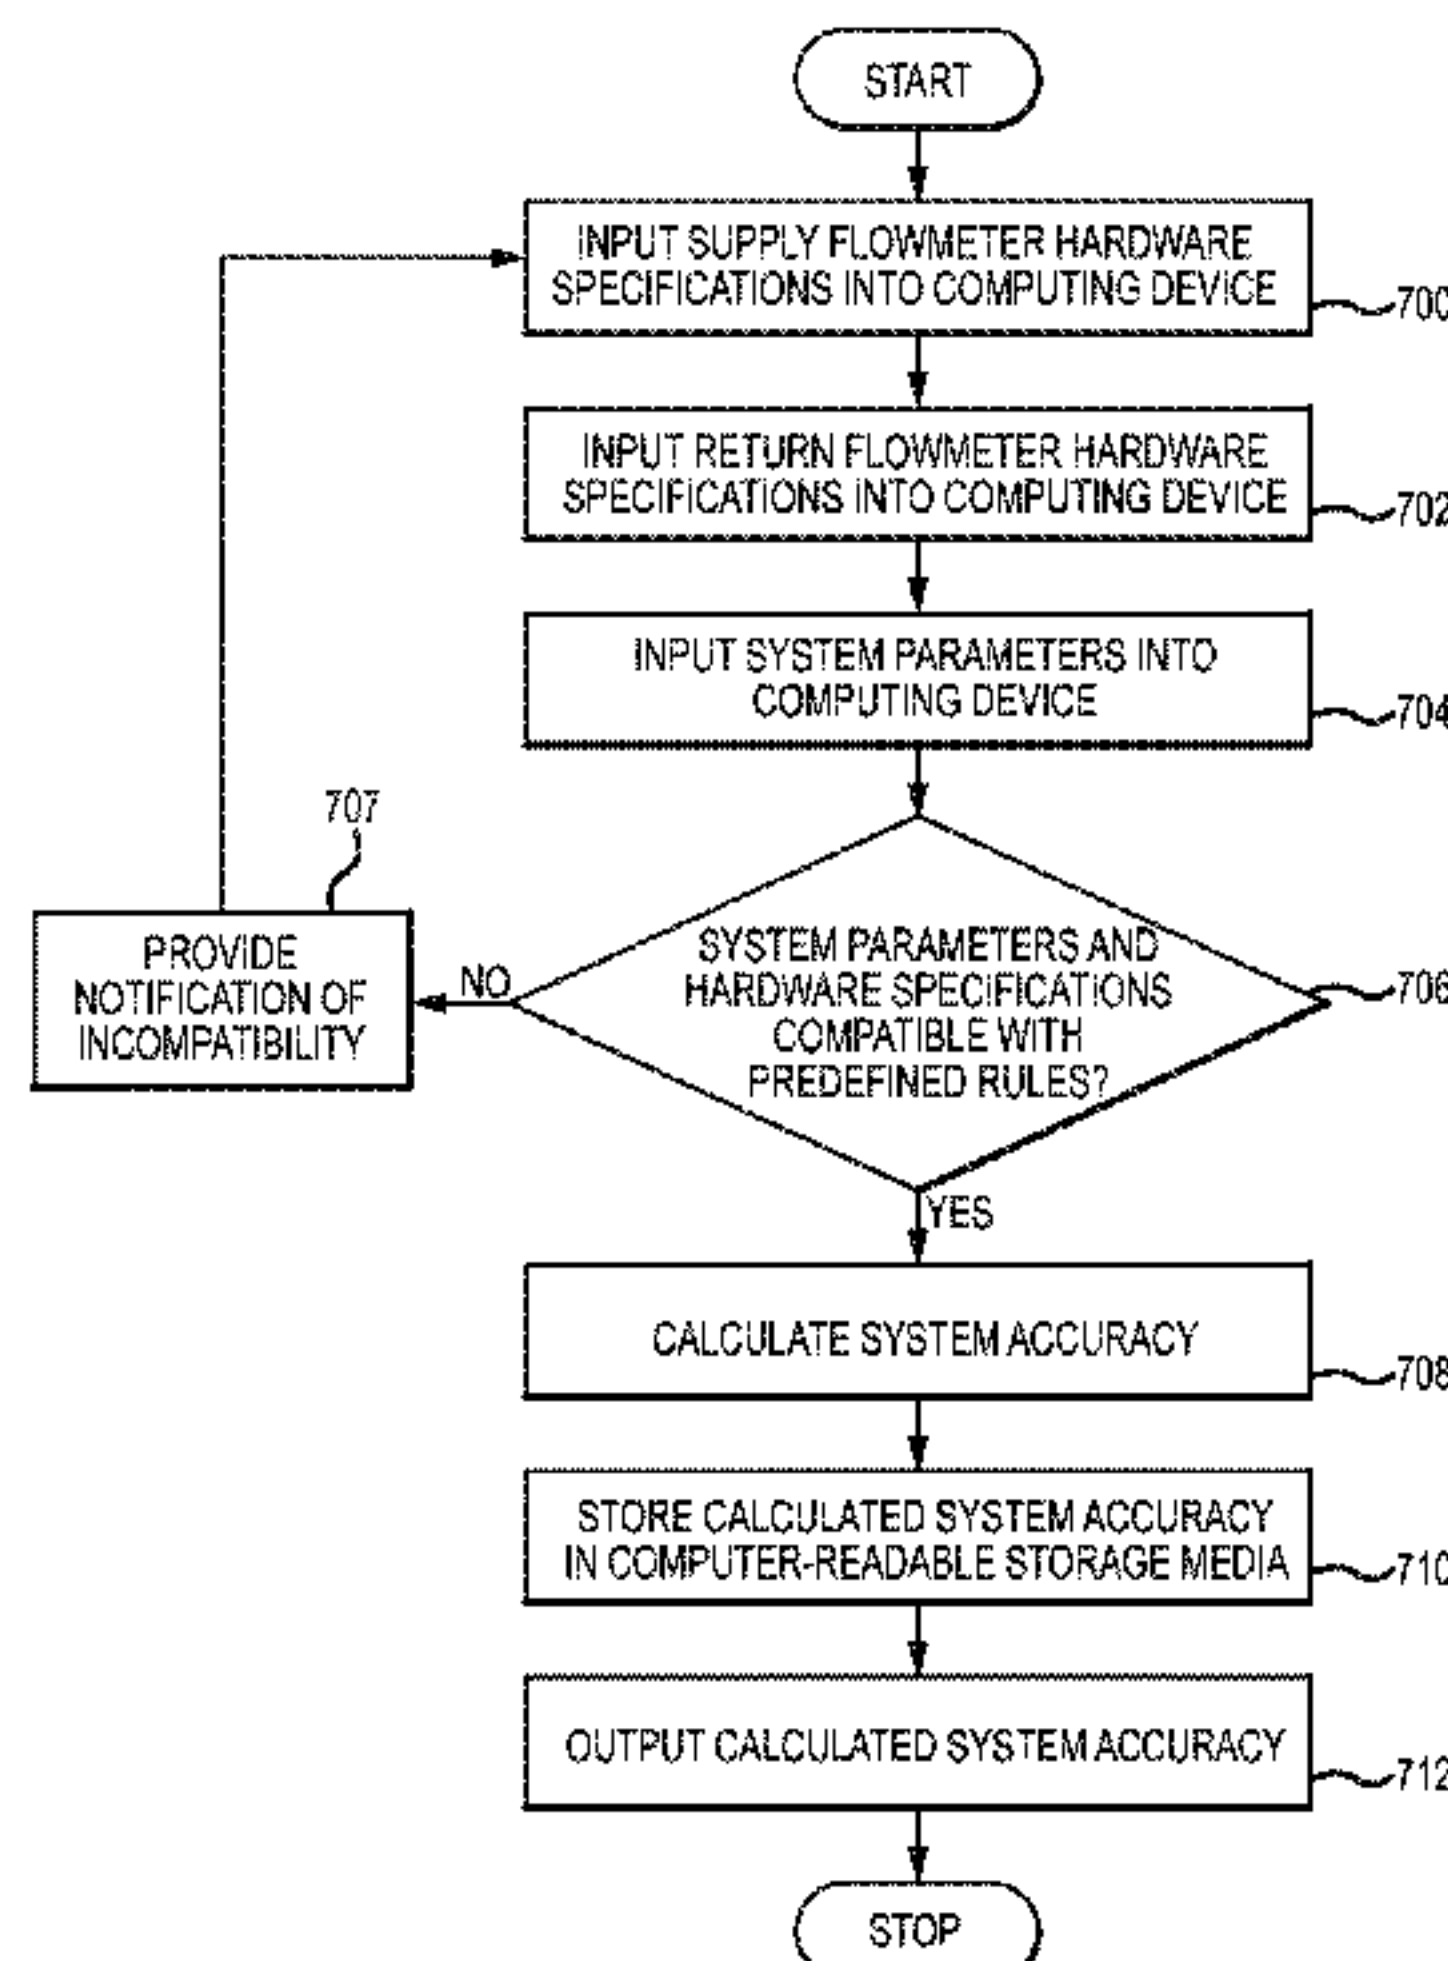 START
INPUT SUPPLY FLOWMETER HARDWARE
SPECIFICATIONS INTO COMPUTING DEVICE
700
INPUT RETURN FLOWMETER HARDWARE
SPECIFICATIONS INTO COMPUTING DEVICE
702
INPUT SYSTEM PARAMETERS INTO
COMPUTING DEVICE
704
707
PROVIDE
NOTIFICATION OF
INCOMPATIBILITY
NO
SYSTEM PARAMETERS AND
HARDWARE SPECIFICATIONS
COMPATIBLE WITH
PREDEFINED RULES?
706
YES
CALCULATE SYSTEM ACCURACY
708
STORE CALCULATED SYSTEM ACCURACY
IN COMPUTER-READABLE STORAGE MEDIA
710
OUTPUT CALCULATED SYSTEM ACCURACY
712
STOP